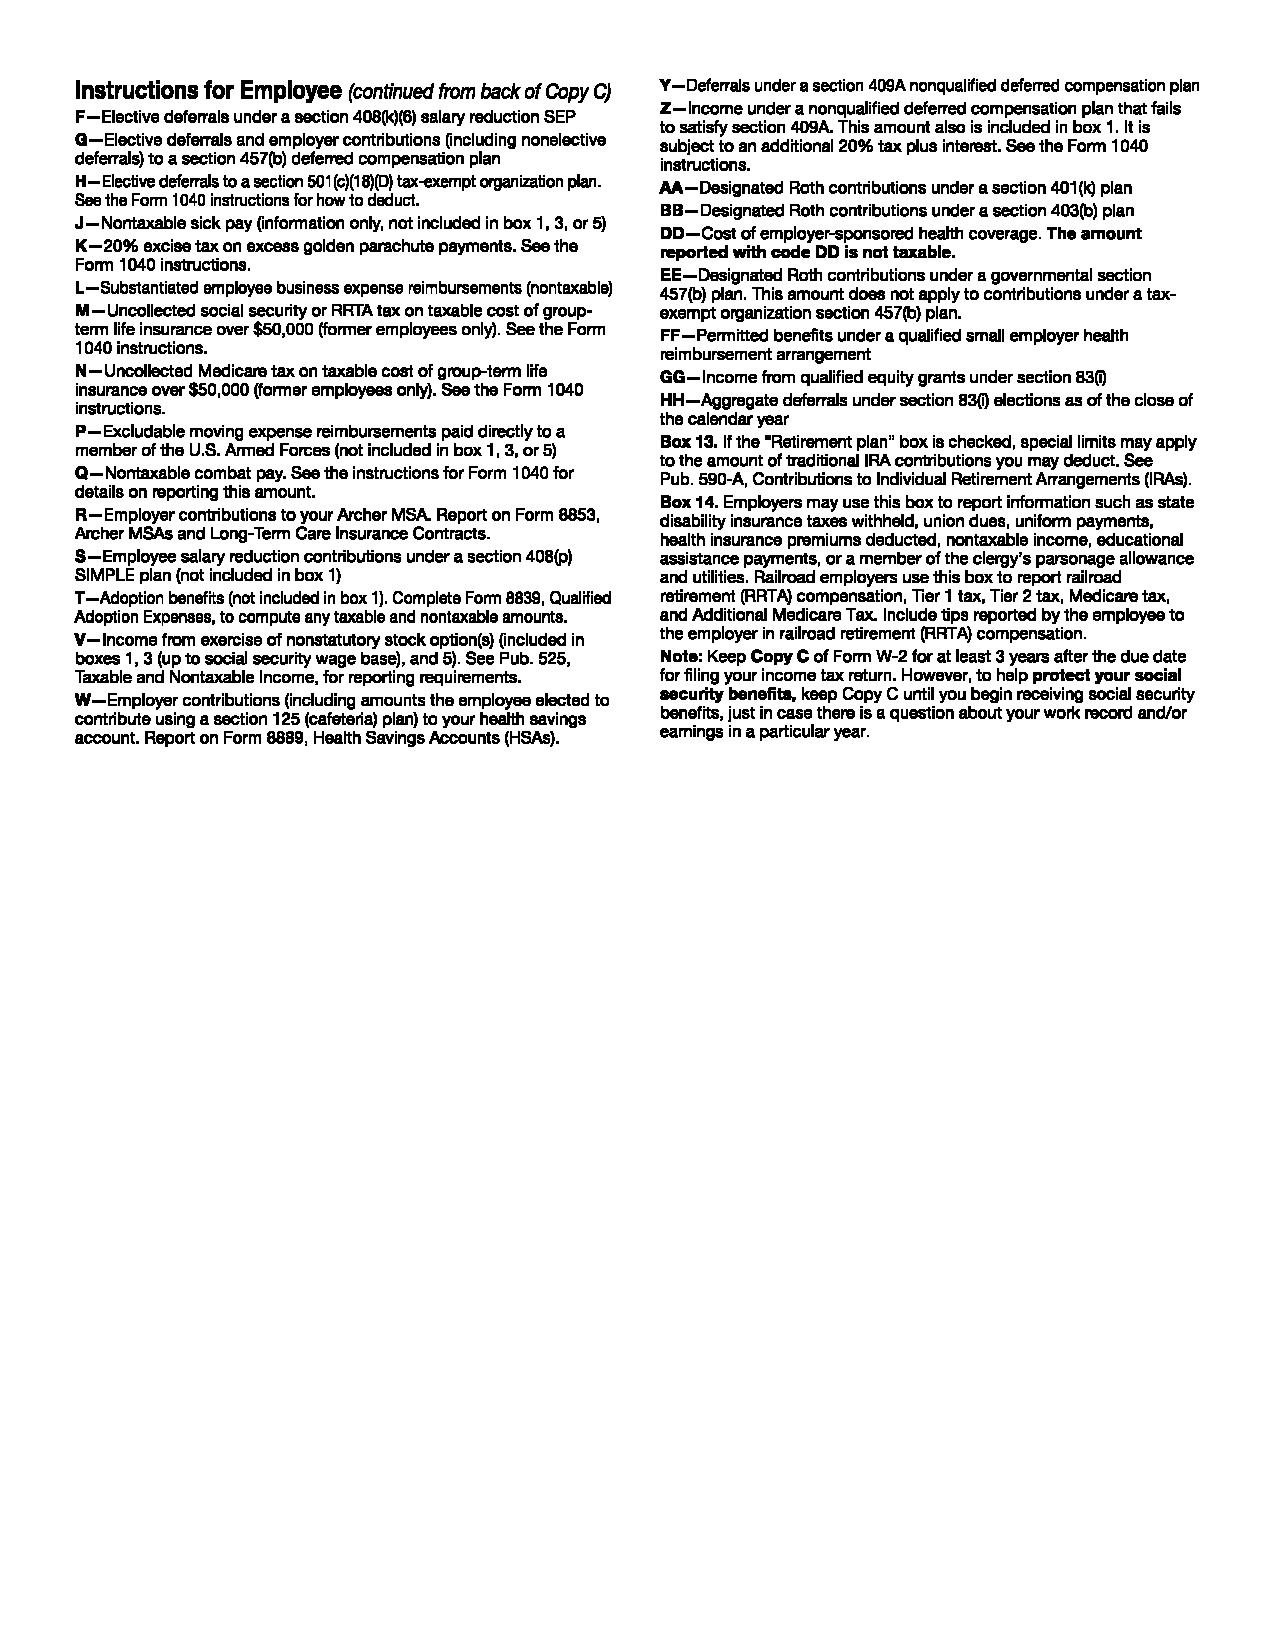 Instructions for Employee (continued from back of Copy C)
F—Elective deferrals under a section 408(k)(6) salary reduction SEP
G—Elective deferrals and employer contributions (including nonelective
deferrals) to a section 457(b) deferred compensation plan
H—Elective deferrals to a section 501(c)(18)(D) tax-exempt organization plan.
See the Form 1040 instructions for how to deduct.
J—Nontaxable sick pay (information only, not included in box 1, 3, or 5)
K—20% excise tax on excess golden parachute payments. See the
Form 1040 instructions.
L—Substantiated employee business expense reimbursements (nontaxable)
M—Uncollected social security or RRTA tax on taxable cost of group-
term life insurance over $50,000 (former employees only). See the Form
1040 instructions.
N—Uncollected Medicare tax on taxable cost of group-term life
insurance over $50,000 (former employees only). See the Form 1040
instructions.
P—Excludable moving expense reimbursements paid directly to a
member of the U.S. Armed Forces (not included in box 1, 3, or 5)
Q—Nontaxable combat pay. See the instructions for Form 1040 for
details on reporting this amount.
R—Employer contributions to your Archer MSA. Report on Form 8853,
Archer MSAs and Long-Term Care Insurance Contracts.
S—Employee salary reduction contributions under a section 408(p)
SIMPLE plan (not included in box 1)
T—Adoption benefits (not included in box 1). Complete Form 8839, Qualified
Adoption Expenses, to compute any taxable and nontaxable amounts.
V—Income from exercise of nonstatutory stock option(s) (included in
boxes 1, 3 (up to social security wage base), and 5). See Pub. 525,
Taxable and Nontaxable Income, for reporting requirements.
W—Employer contributions (including amounts the employee elected to
contribute using a section 125 (cafeteria) plan) to your health savings
account. Report on Form 8889, Health Savings Accounts (HSAs).
Y—Deferrals under a section 409A nonqualified deferred compensation plan
Z—Income under a nonqualified deferred compensation plan that fails
to satisfy section 409A. This amount also is included in box 1. It is
subject to an additional 20% tax plus interest. See the Form 1040
instructions.
AA—Designated Roth contributions under a section 401(k) plan
BB—Designated Roth contributions under a section 403(b) plan
DD—Cost of employer-sponsored health coverage. The amount
reported with code DD is not taxable.
EE—Designated Roth contributions under a governmental section
457(b) plan. This amount does not apply to contributions under a tax-
exempt organization section 457(b) plan.
FF—Permitted benefits under a qualified small employer health
reimbursement arrangement
GG—Income from qualified equity grants under section 83(i)
HH—Aggregate deferrals under section 83(i) elections as of the close of
the calendar year
Box 13. If the "Retirement plan" box is checked, special limits may apply
to the amount of traditional IRA contributions you may deduct. See
Pub. 590-A, Contributions to Individual Retirement Arrangements (IRAs).
Box 14. Employers may use this box to report information such as state
disability insurance taxes withheld, union dues, uniform payments,
health insurance premiums deducted, nontaxable income, educational
assistance payments, or a member of the clergy's parsonage allowance
and utilities. Railroad employers use this box to report railroad
retirement (RRTA) compensation, Tier 1 tax, Tier 2 tax, Medicare tax,
and Additional Medicare Tax. Include tips reported by the employee to
the employer in railroad retirement (RRTA) compensation.
Note: Keep Copy C of Form W-2 for at least 3 years after the due date
for filing your income tax return. However, to help protect your social
security benefits, keep Copy C until you begin receiving social security
benefits, just in case there is a question about your work record and/or
earnings in a particular year.